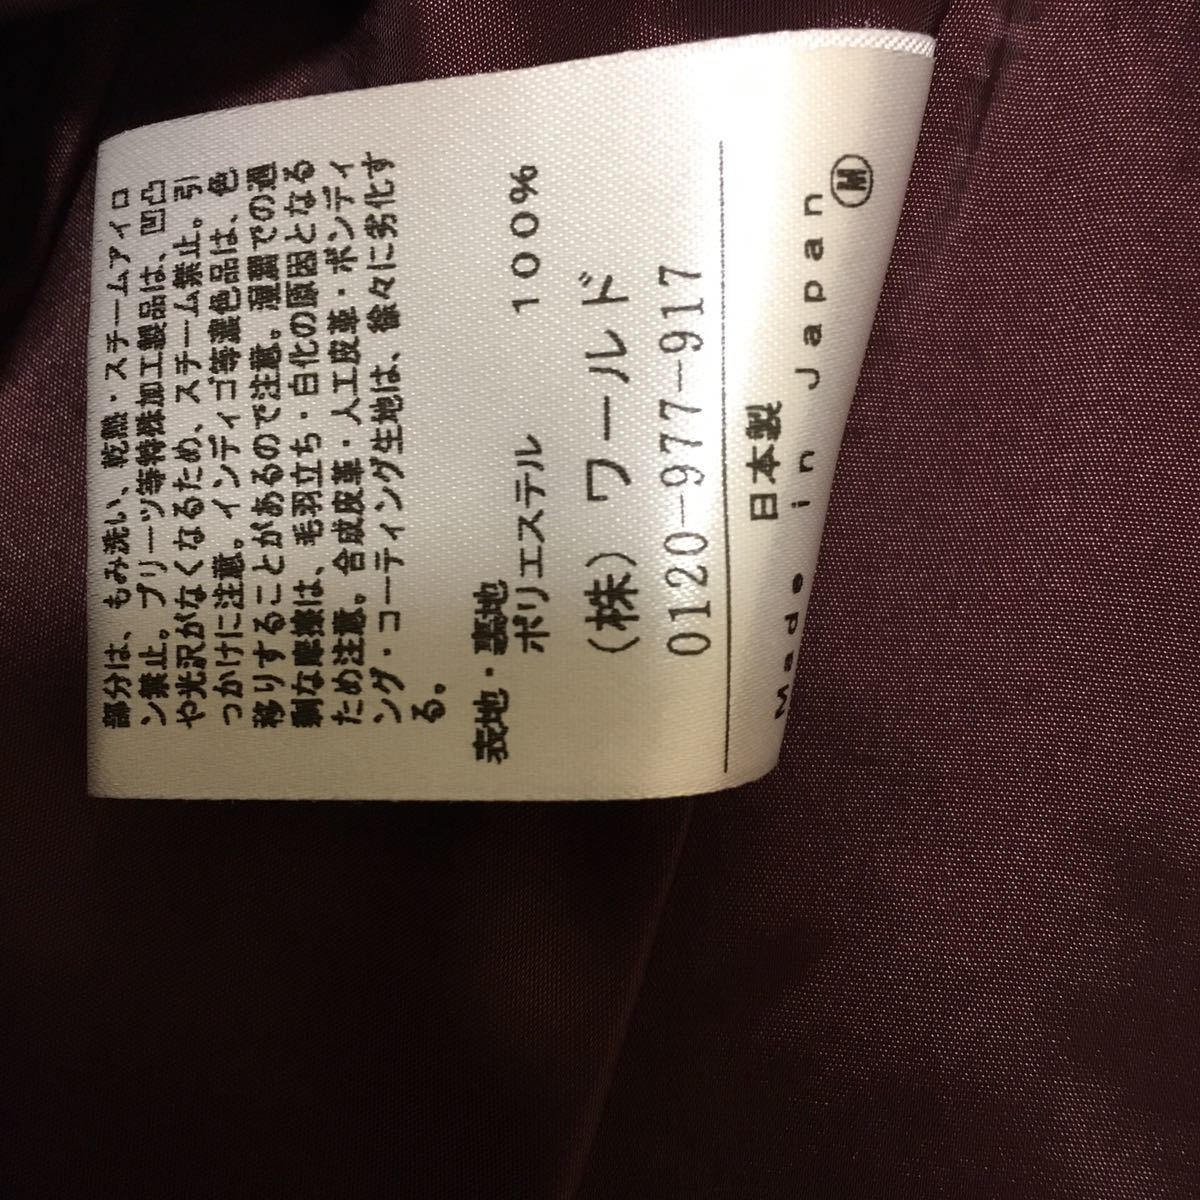 部分は、もみ洗い、乾熱・スチームアイロ
ン禁止。プリーツ等特殊加工製品は、凹凸
や光沢がなくなるため、スチーム禁止。引
っかけに注意。インディゴ等濃色品は、色
移りすることがあるので注意。湿潤での過
剰な摩擦は、毛羽立ち・白化の原因となる
ため注意。合成皮革・人工皮革・ボンディ
ング・コーティング生地は、徐々に劣化す
る。
表地・裏地
ポリエステル 100%
(株)ワールド
0120-977-917
日本製
Made in Japan
M